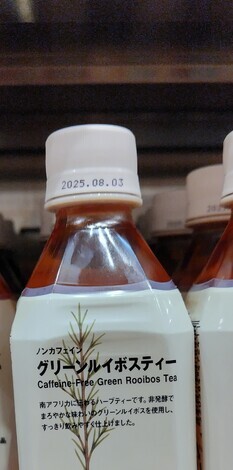 2025.08.03
ノンカフェイン
グリーンルイボスティー
Caffeine-Free Green Rooibos Tea
南アフリカに伝わるハーブティーです。非発酵で
まろやかな味わいのグリーンルイボスを使用し、
すっきり飲みやすく仕上げました。